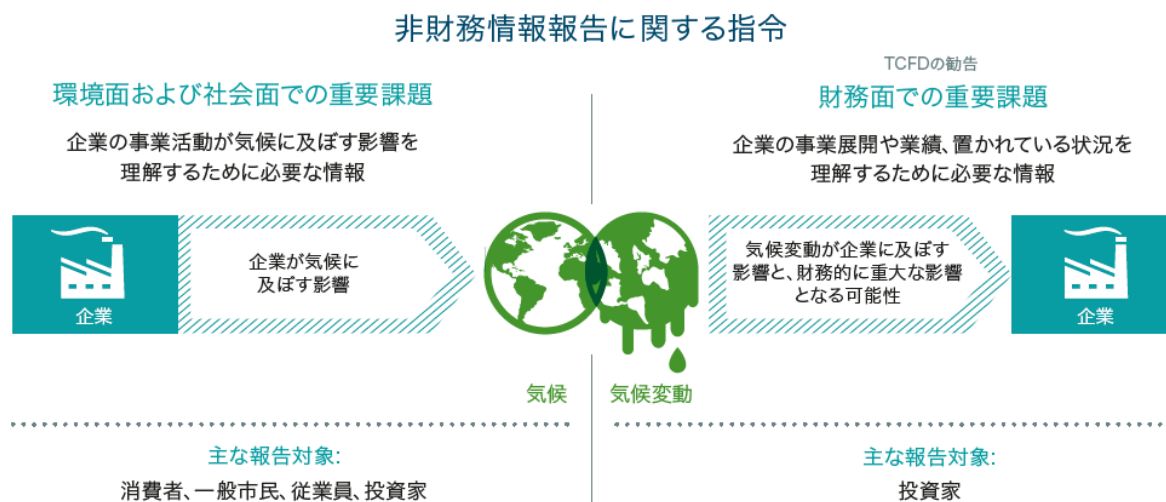 非財務情報報告に関する指令
環境面および社会面での重要課題
企業の事業活動が気候に及ぼす影響を
理解するために必要な情報
企業
企業が気候に
及ぼす影響
気候
主な報告対象:
消費者、一般市民、従業員、投資家
TCFDの勧告
財務面での重要課題
企業の事業展開や業績、置かれている状況を
理解するために必要な情報
気候変動
気候変動が企業に及ぼす
影響と、財務的に重大な影響
となる可能性
企業
主な報告対象:
投資家